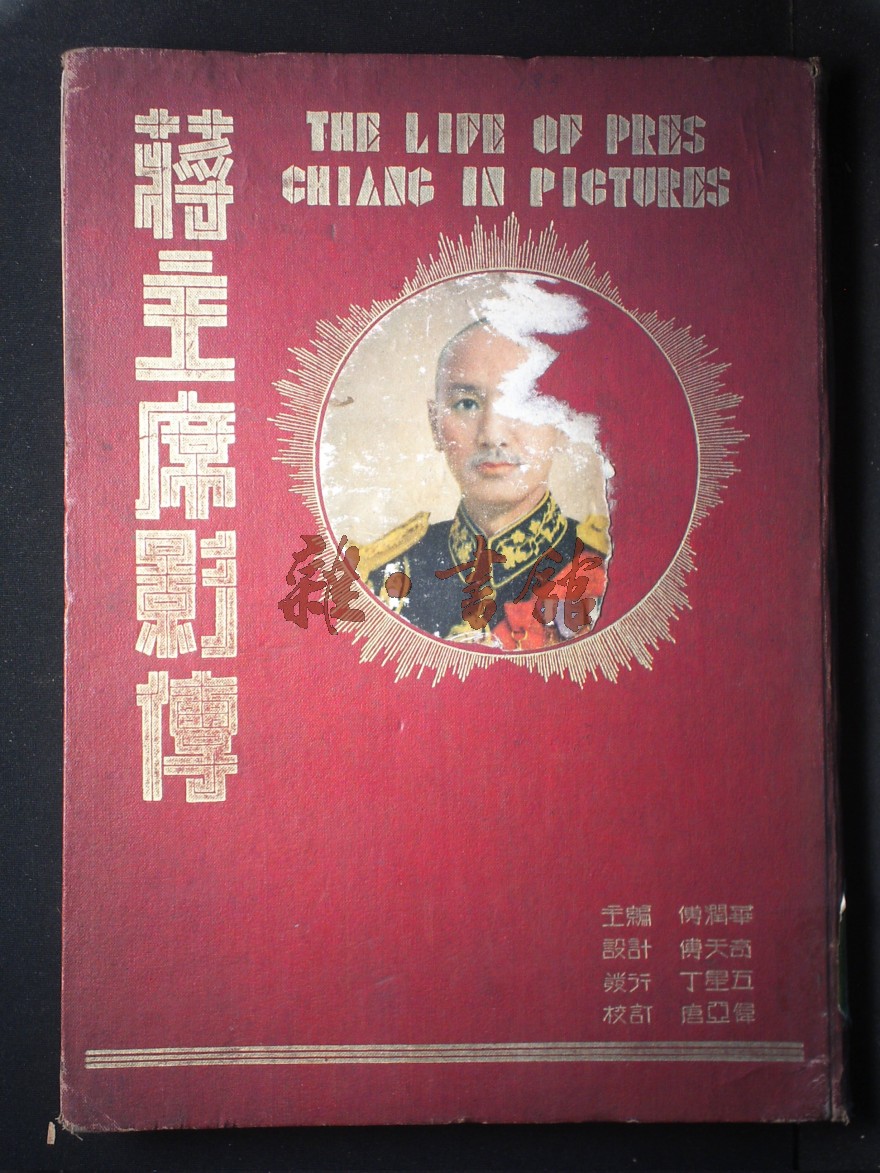 蔣主席影傳
THE LIFE OF PRES
CHIANG IN PICTURES
雜·書館
主編 傅潤華
設計 傅天奇
發行 丁星五
校訂 唐亞偉